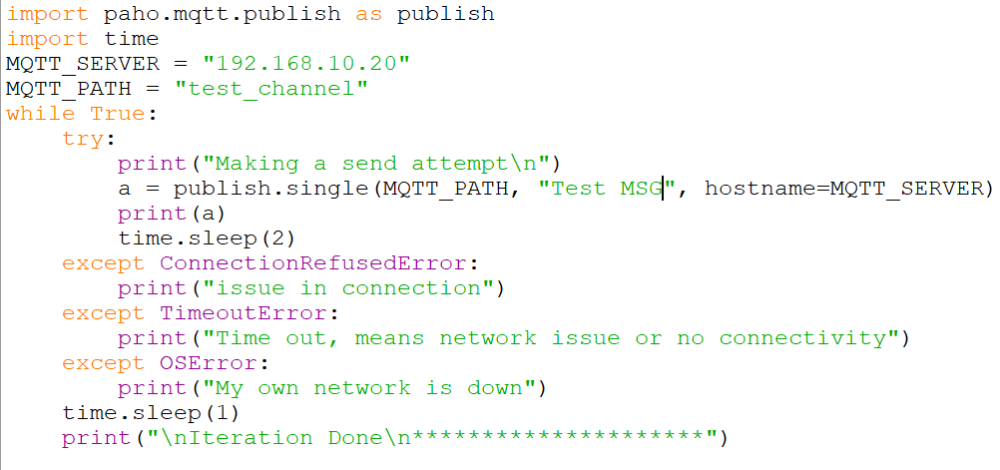 import paho.mqtt.publish as publish
import time
MQTT_SERVER = "192.168.10.20"
MQTT_PATH = "test_channel"
while True:
    try:
        print("Making a send attempt\n")
        a = publish.single(MQTT_PATH, "Test MSG", hostname=MQTT_SERVER)
        print(a)
        time.sleep(2)
    except ConnectionRefusedError:
        print("issue in connection")
    except TimeoutError:
        print("Time out, means network issue or no connectivity")
    except OSError:
        print("My own network is down")
    time.sleep(1)
    print("\nIteration Done\n*********************")